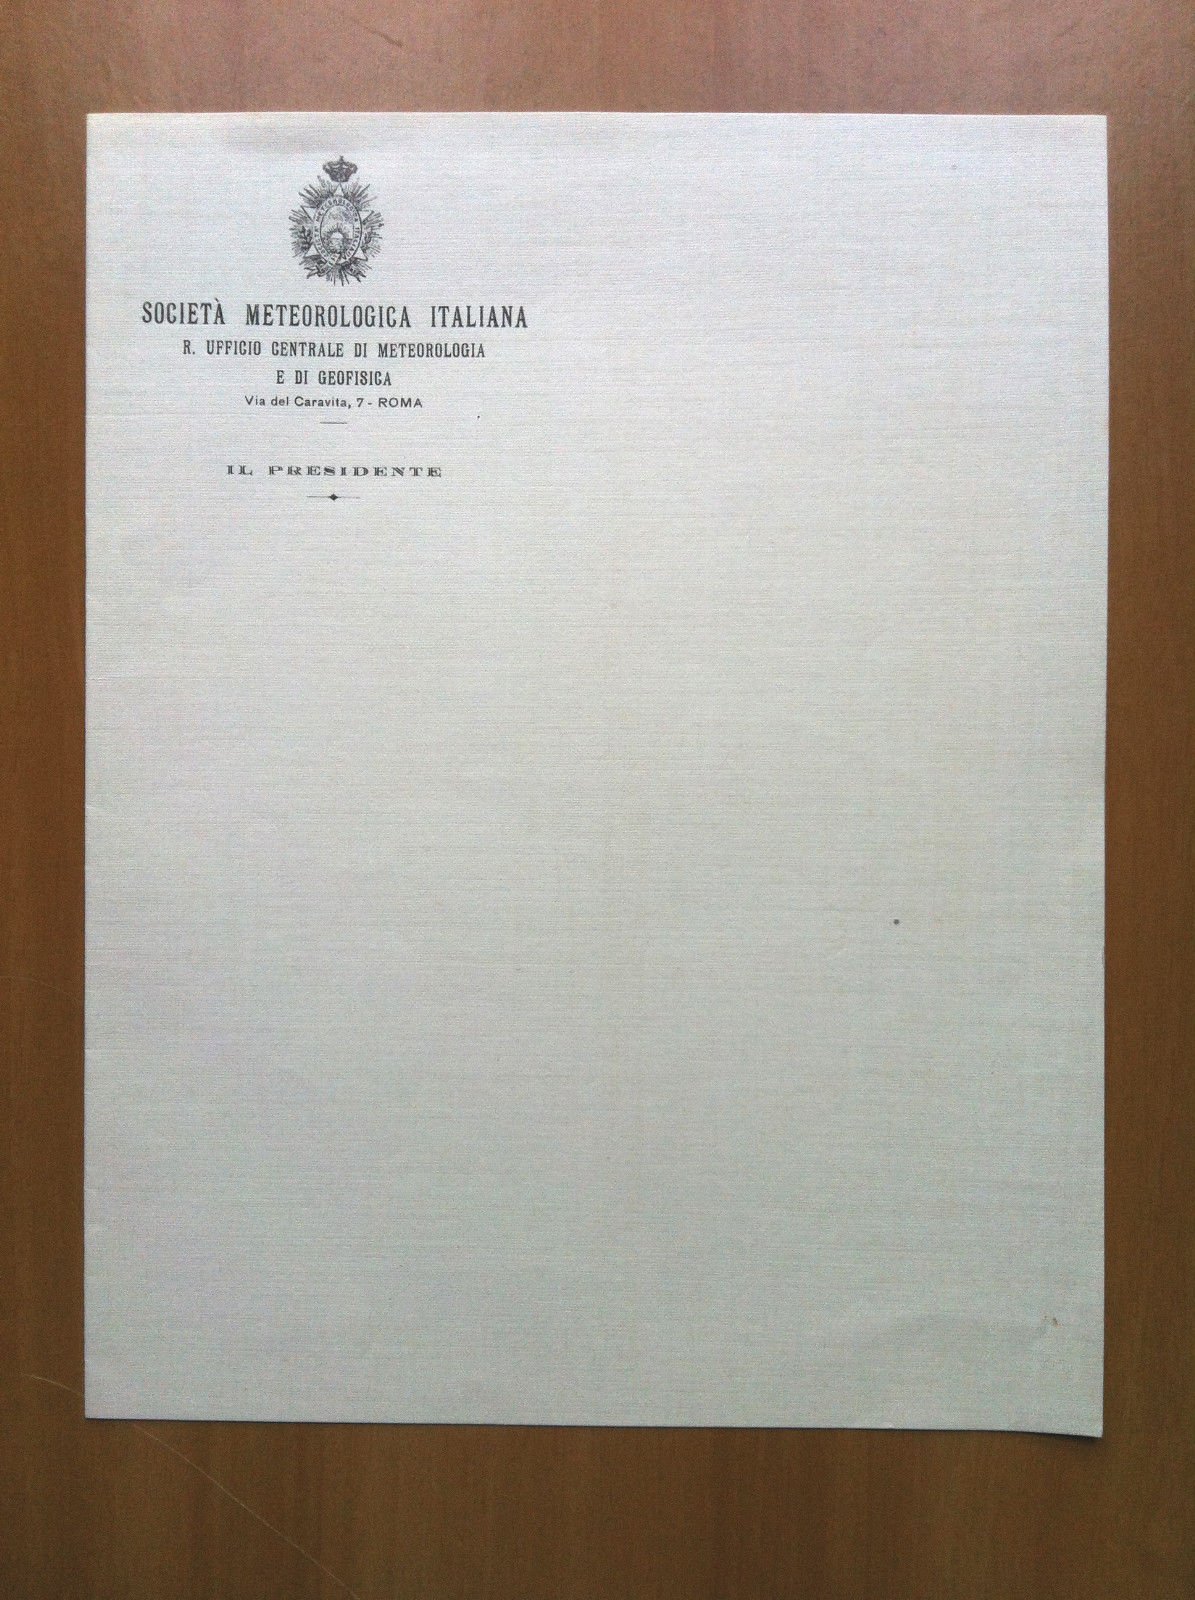 SOCIETÀ METEOROLOGICA ITALIANA
R. UFFICIO CENTRALE DI METEOROLOGIA
E DI GEOFISICA
Via del Caravita, 7 - ROMA
IL PRESIDENTE